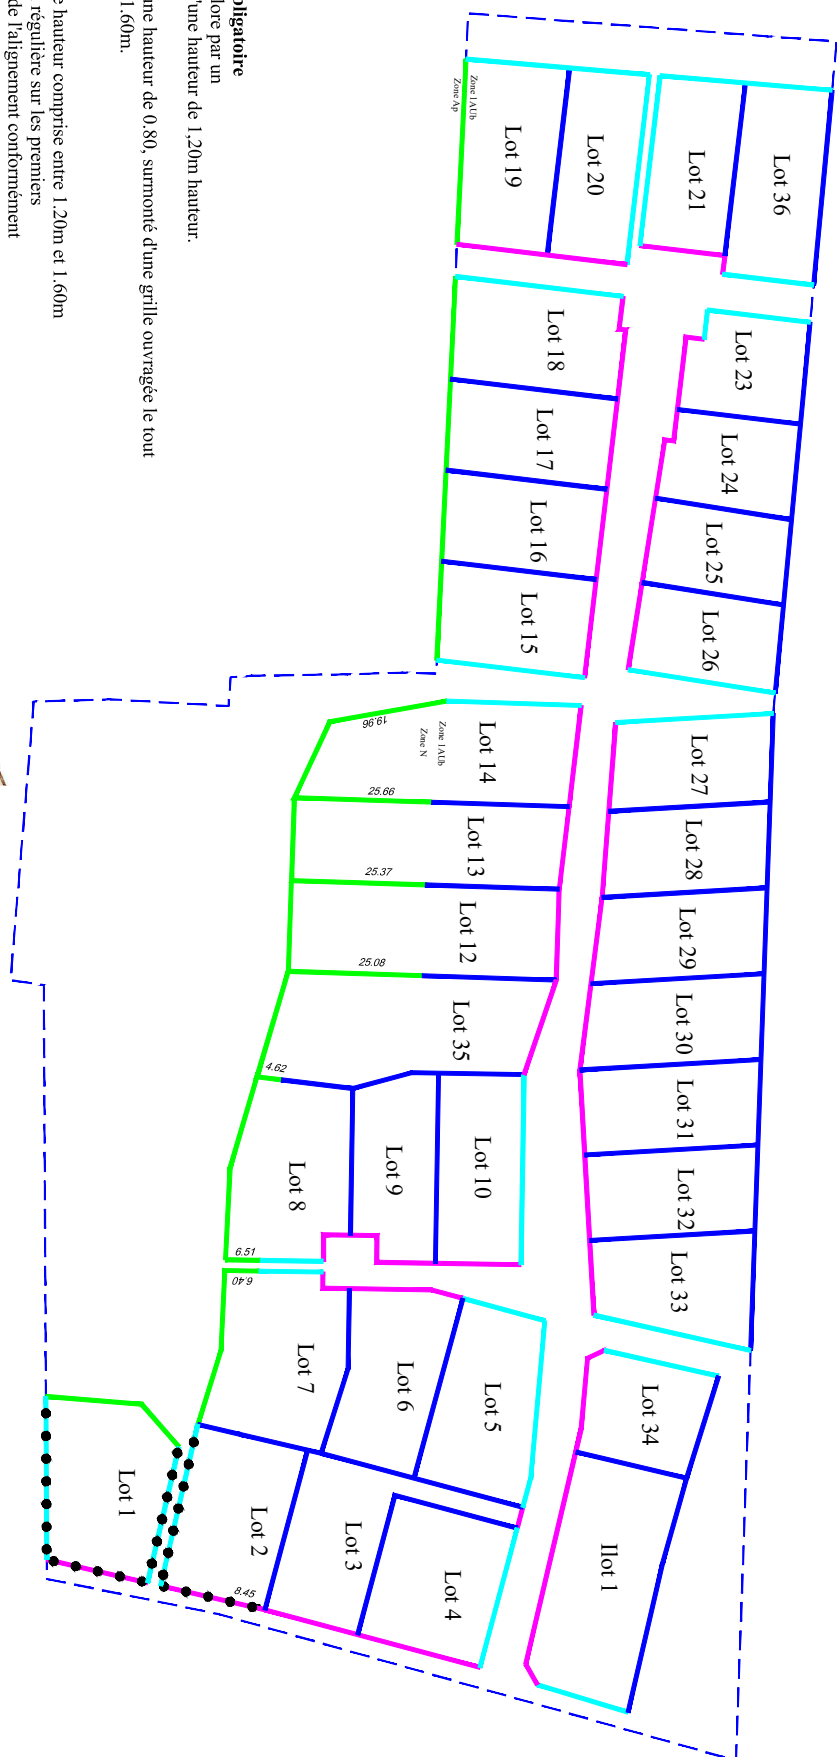 obligatoire
lore par un
'une hauteur de 1,20m hauteur.
une hauteur de 0.80, surmonté d'une grille ouvragée le tout
1.60m.
e hauteur comprise entre 1.20m et 1.60m
régulière sur les premiers
de l'alignement conformément
Zone 1AUb
Zone Ap
Lot 19
Lot 20
Lot 21
Lot 36
Lot 18
Lot 17
Lot 16
Lot 15
Lot 23
Lot 24
Lot 25
Lot 26
19.96
Zone 1AUb
Zone N
Lot 14
25.66
Lot 13
25.37
Lot 12
25.08
Lot 35
4.62
Lot 27
Lot 28
Lot 29
Lot 30
Lot 31
Lot 32
Lot 33
Lot 10
Lot 9
Lot 8
6.51
6.40
Lot 7
Lot 6
Lot 5
Lot 34
Ilot 1
Lot 1
Lot 2
8.45
Lot 3
Lot 4